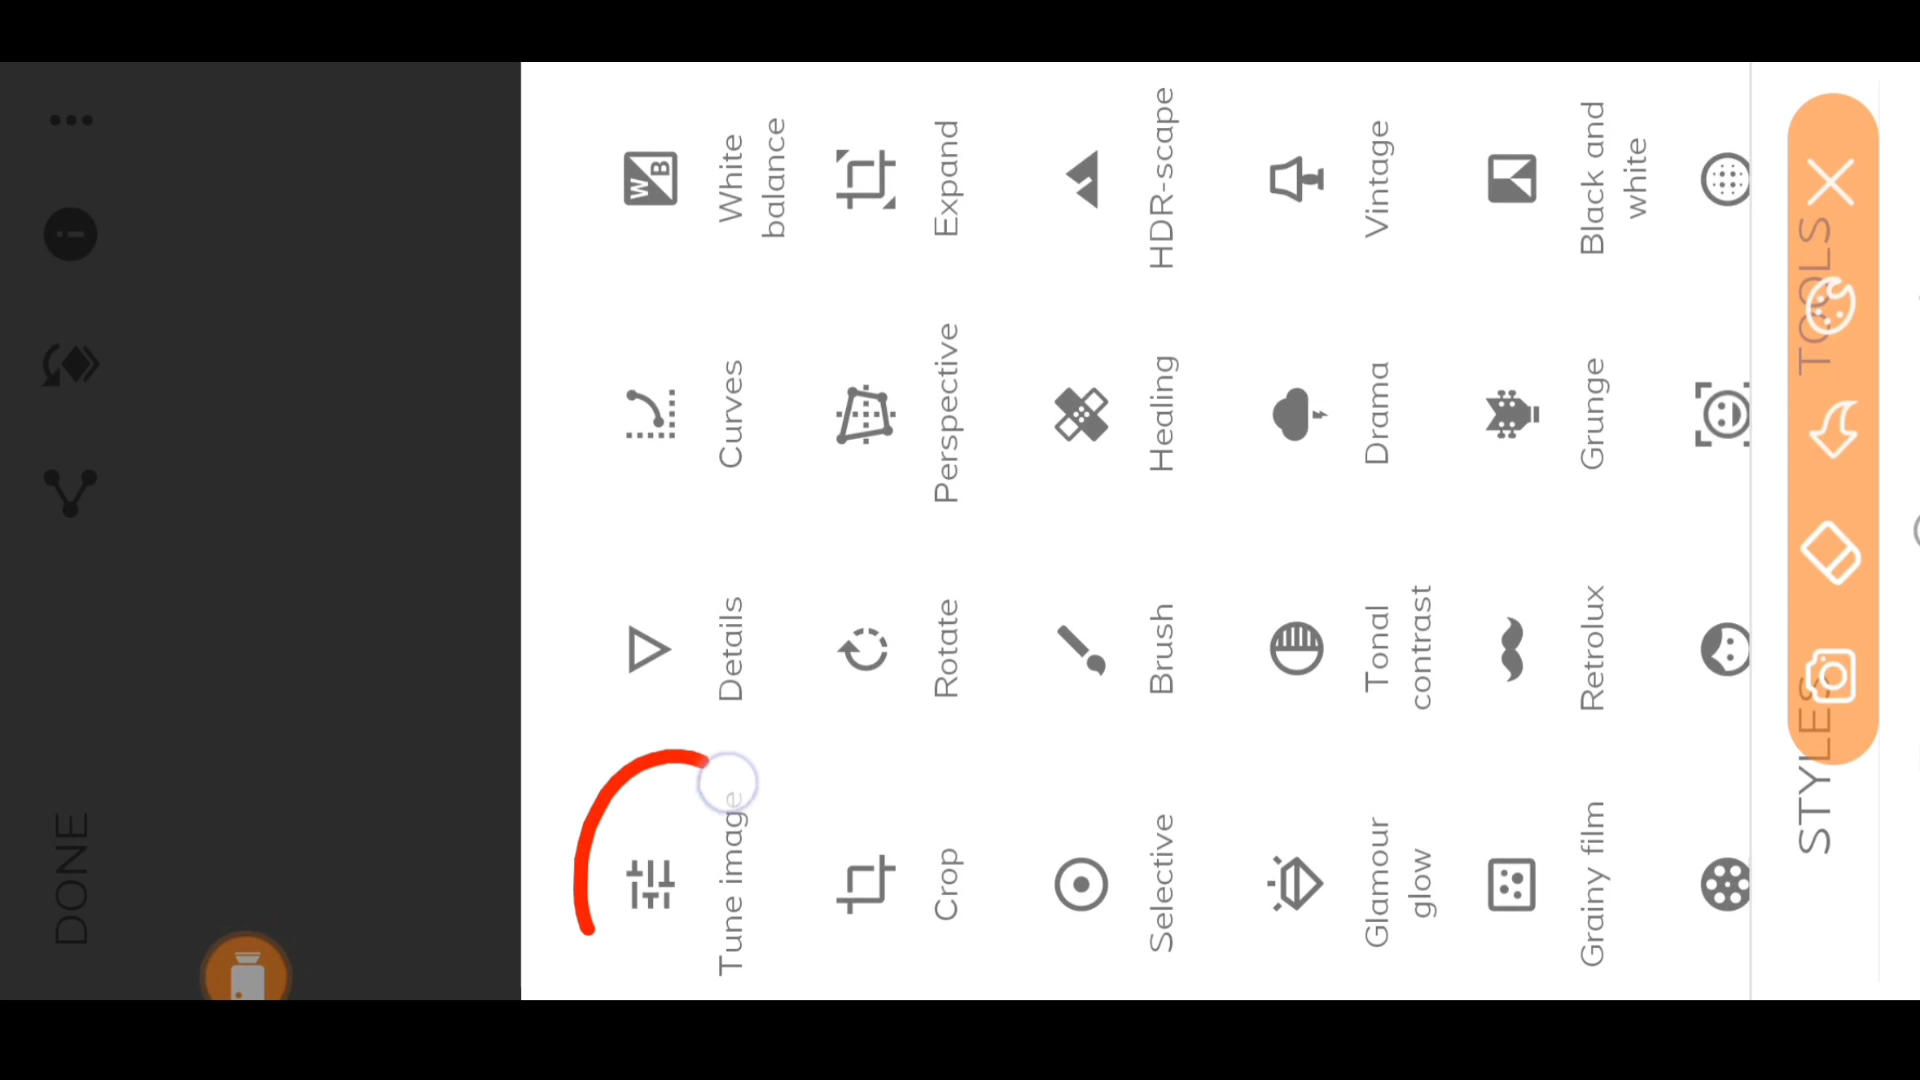 DONE
Tune image
Details
Curves
WB
White
balance
Crop
Rotate
Perspective
Expand
Selective
Brush
Healing
HDR-scape
Glamour
glow
Tonal
contrast
Drama
Vintage
Grainy film
Retrolux
Grunge
Black and
white
STYLES
TOOLS